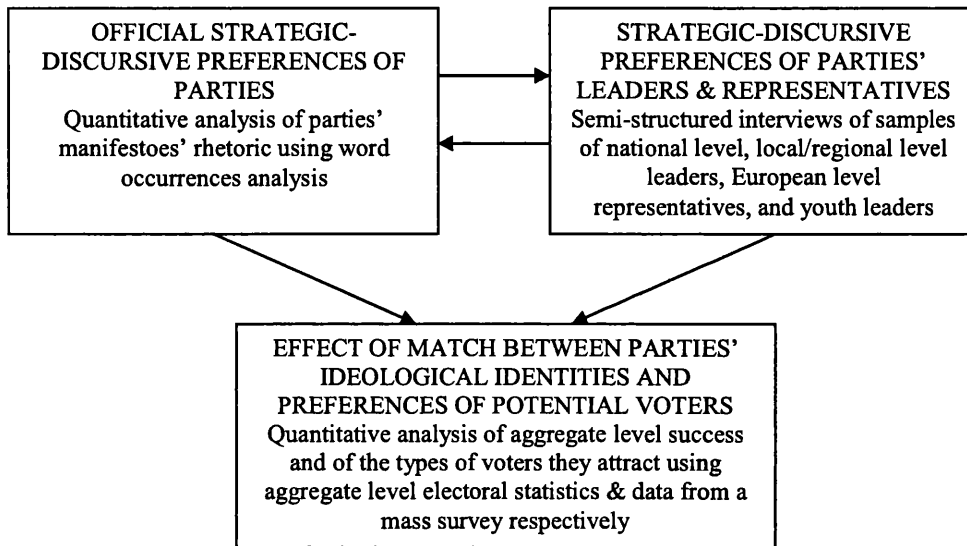 OFFICIAL STRATEGIC-
DISCURSIVE PREFERENCES OF
PARTIES
Quantitative analysis of parties'
manifestoes' rhetoric using word
occurrences analysis
STRATEGIC-DISCURSIVE
PREFERENCES OF PARTIES'
LEADERS & REPRESENTATIVES
Semi-structured interviews of samples
of national level, local/regional level
leaders, European level
representatives, and youth leaders
EFFECT OF MATCH BETWEEN PARTIES'
IDEOLOGICAL IDENTITIES AND
PREFERENCES OF POTENTIAL VOTERS
Quantitative analysis of aggregate level success
and of the types of voters they attract using
aggregate level electoral statistics & data from a
mass survey respectively